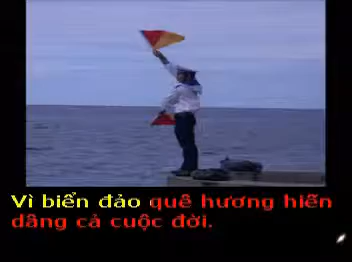 Vì biển đảo quê hương hiến
dâng cả cuộc đời.